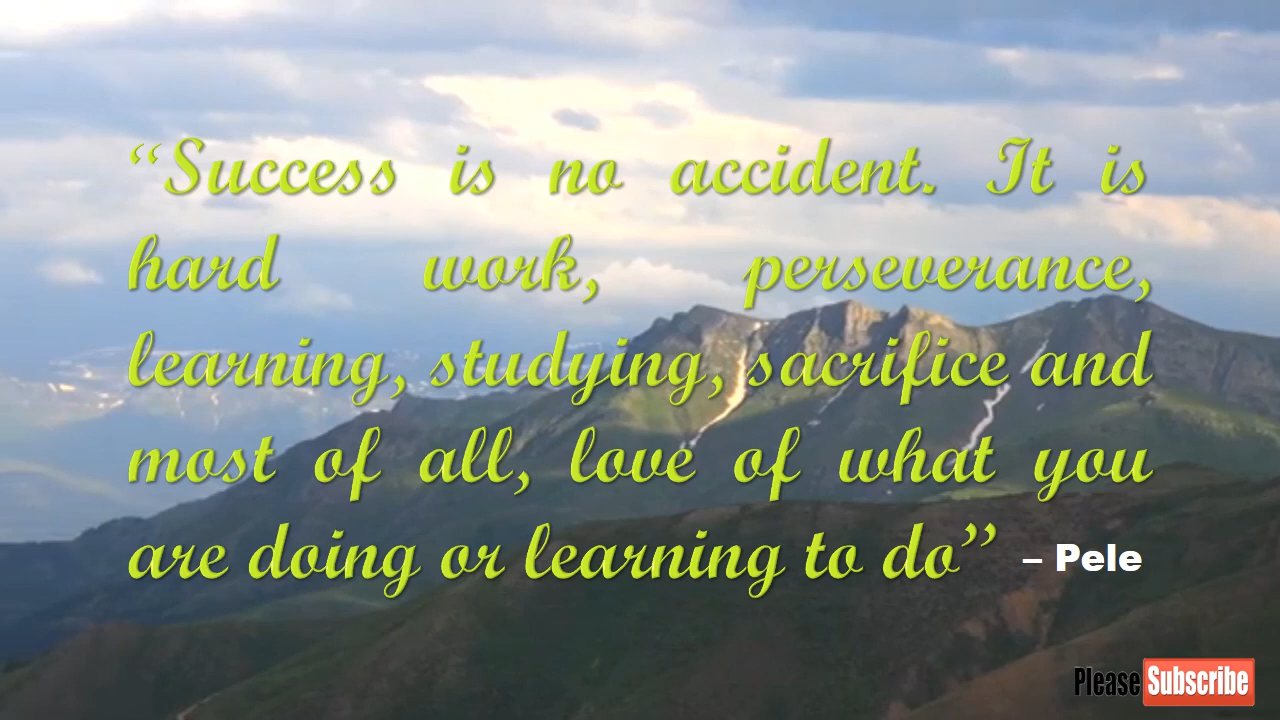 “Success is no accident. It is
hard work, perseverance,
learning, studying, sacrifice and
most of all, love of what you
are doing or learning to do” – Pele
Please Subscribe